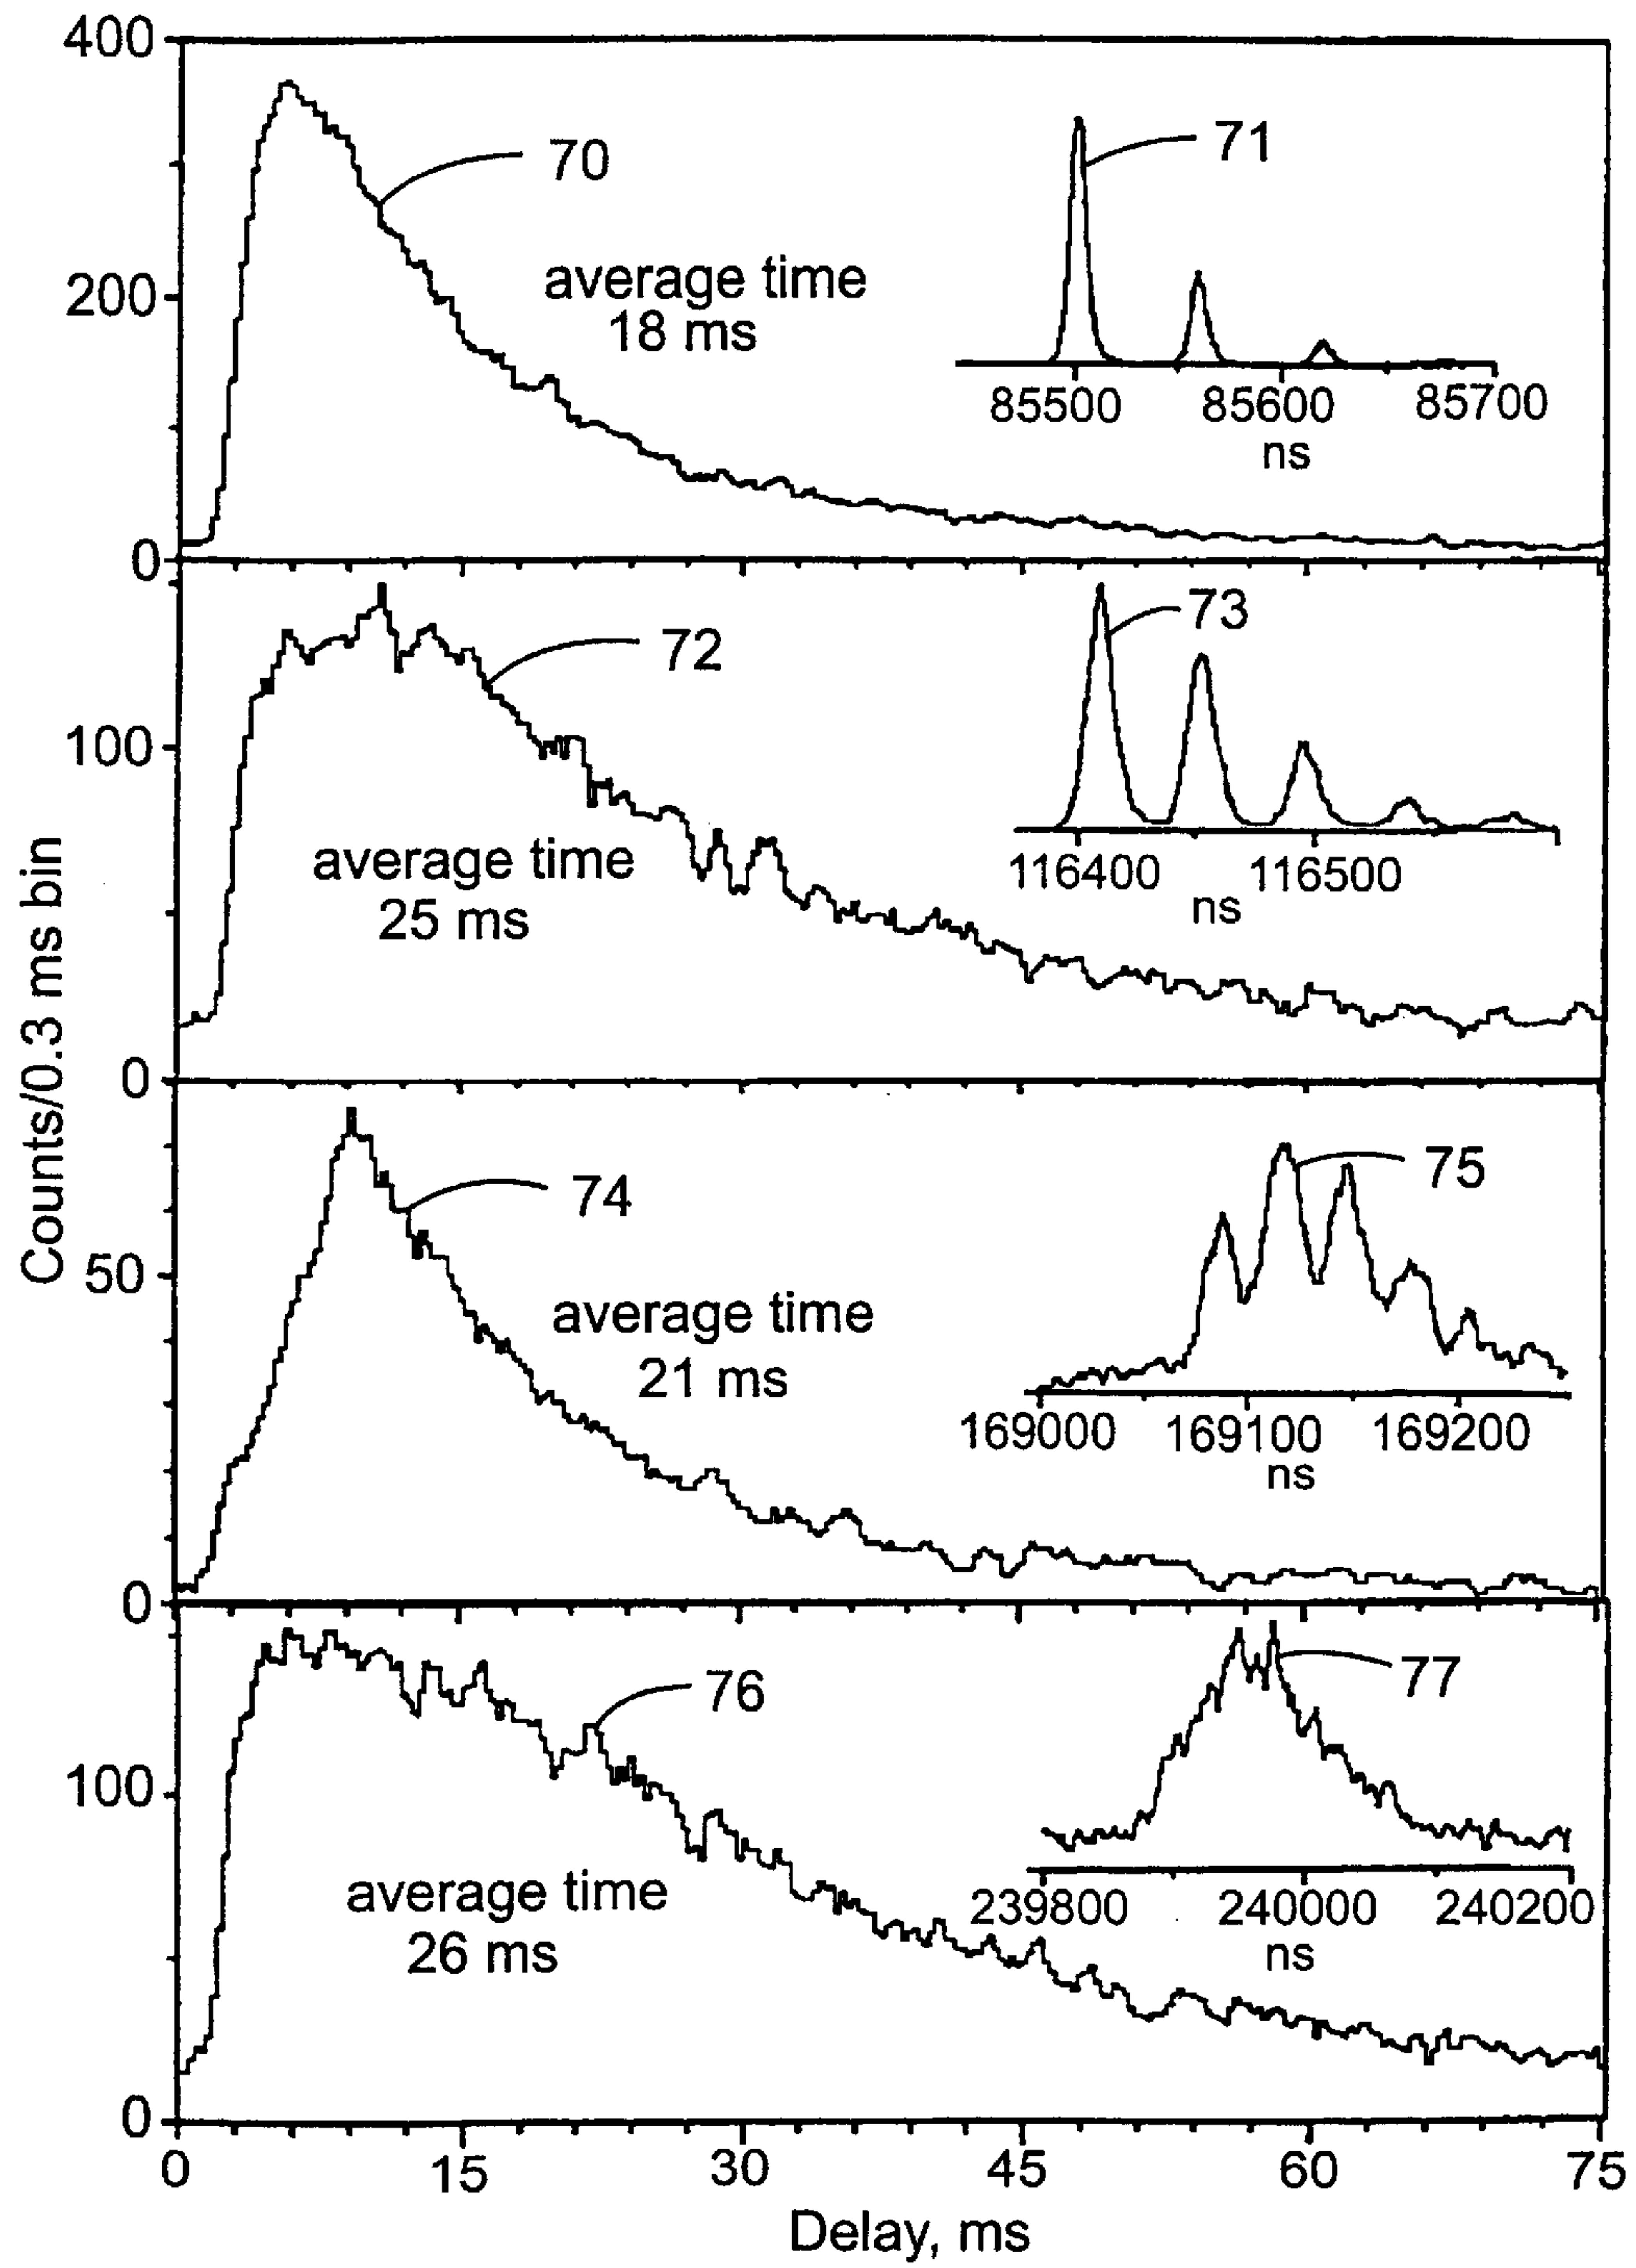 400
200
0
70
average time
18 ms
71
85500 85600 85700
ns
100
0
72
average time
25 ms
73
116400 116500
ns
Counts/0.3 ms bin
50
0
74
average time
21 ms
75
169000 169100 169200
ns
100
0
76
average time
26 ms
77
239800 240000 240200
ns
0 15 30 45 60 75
Delay, ms